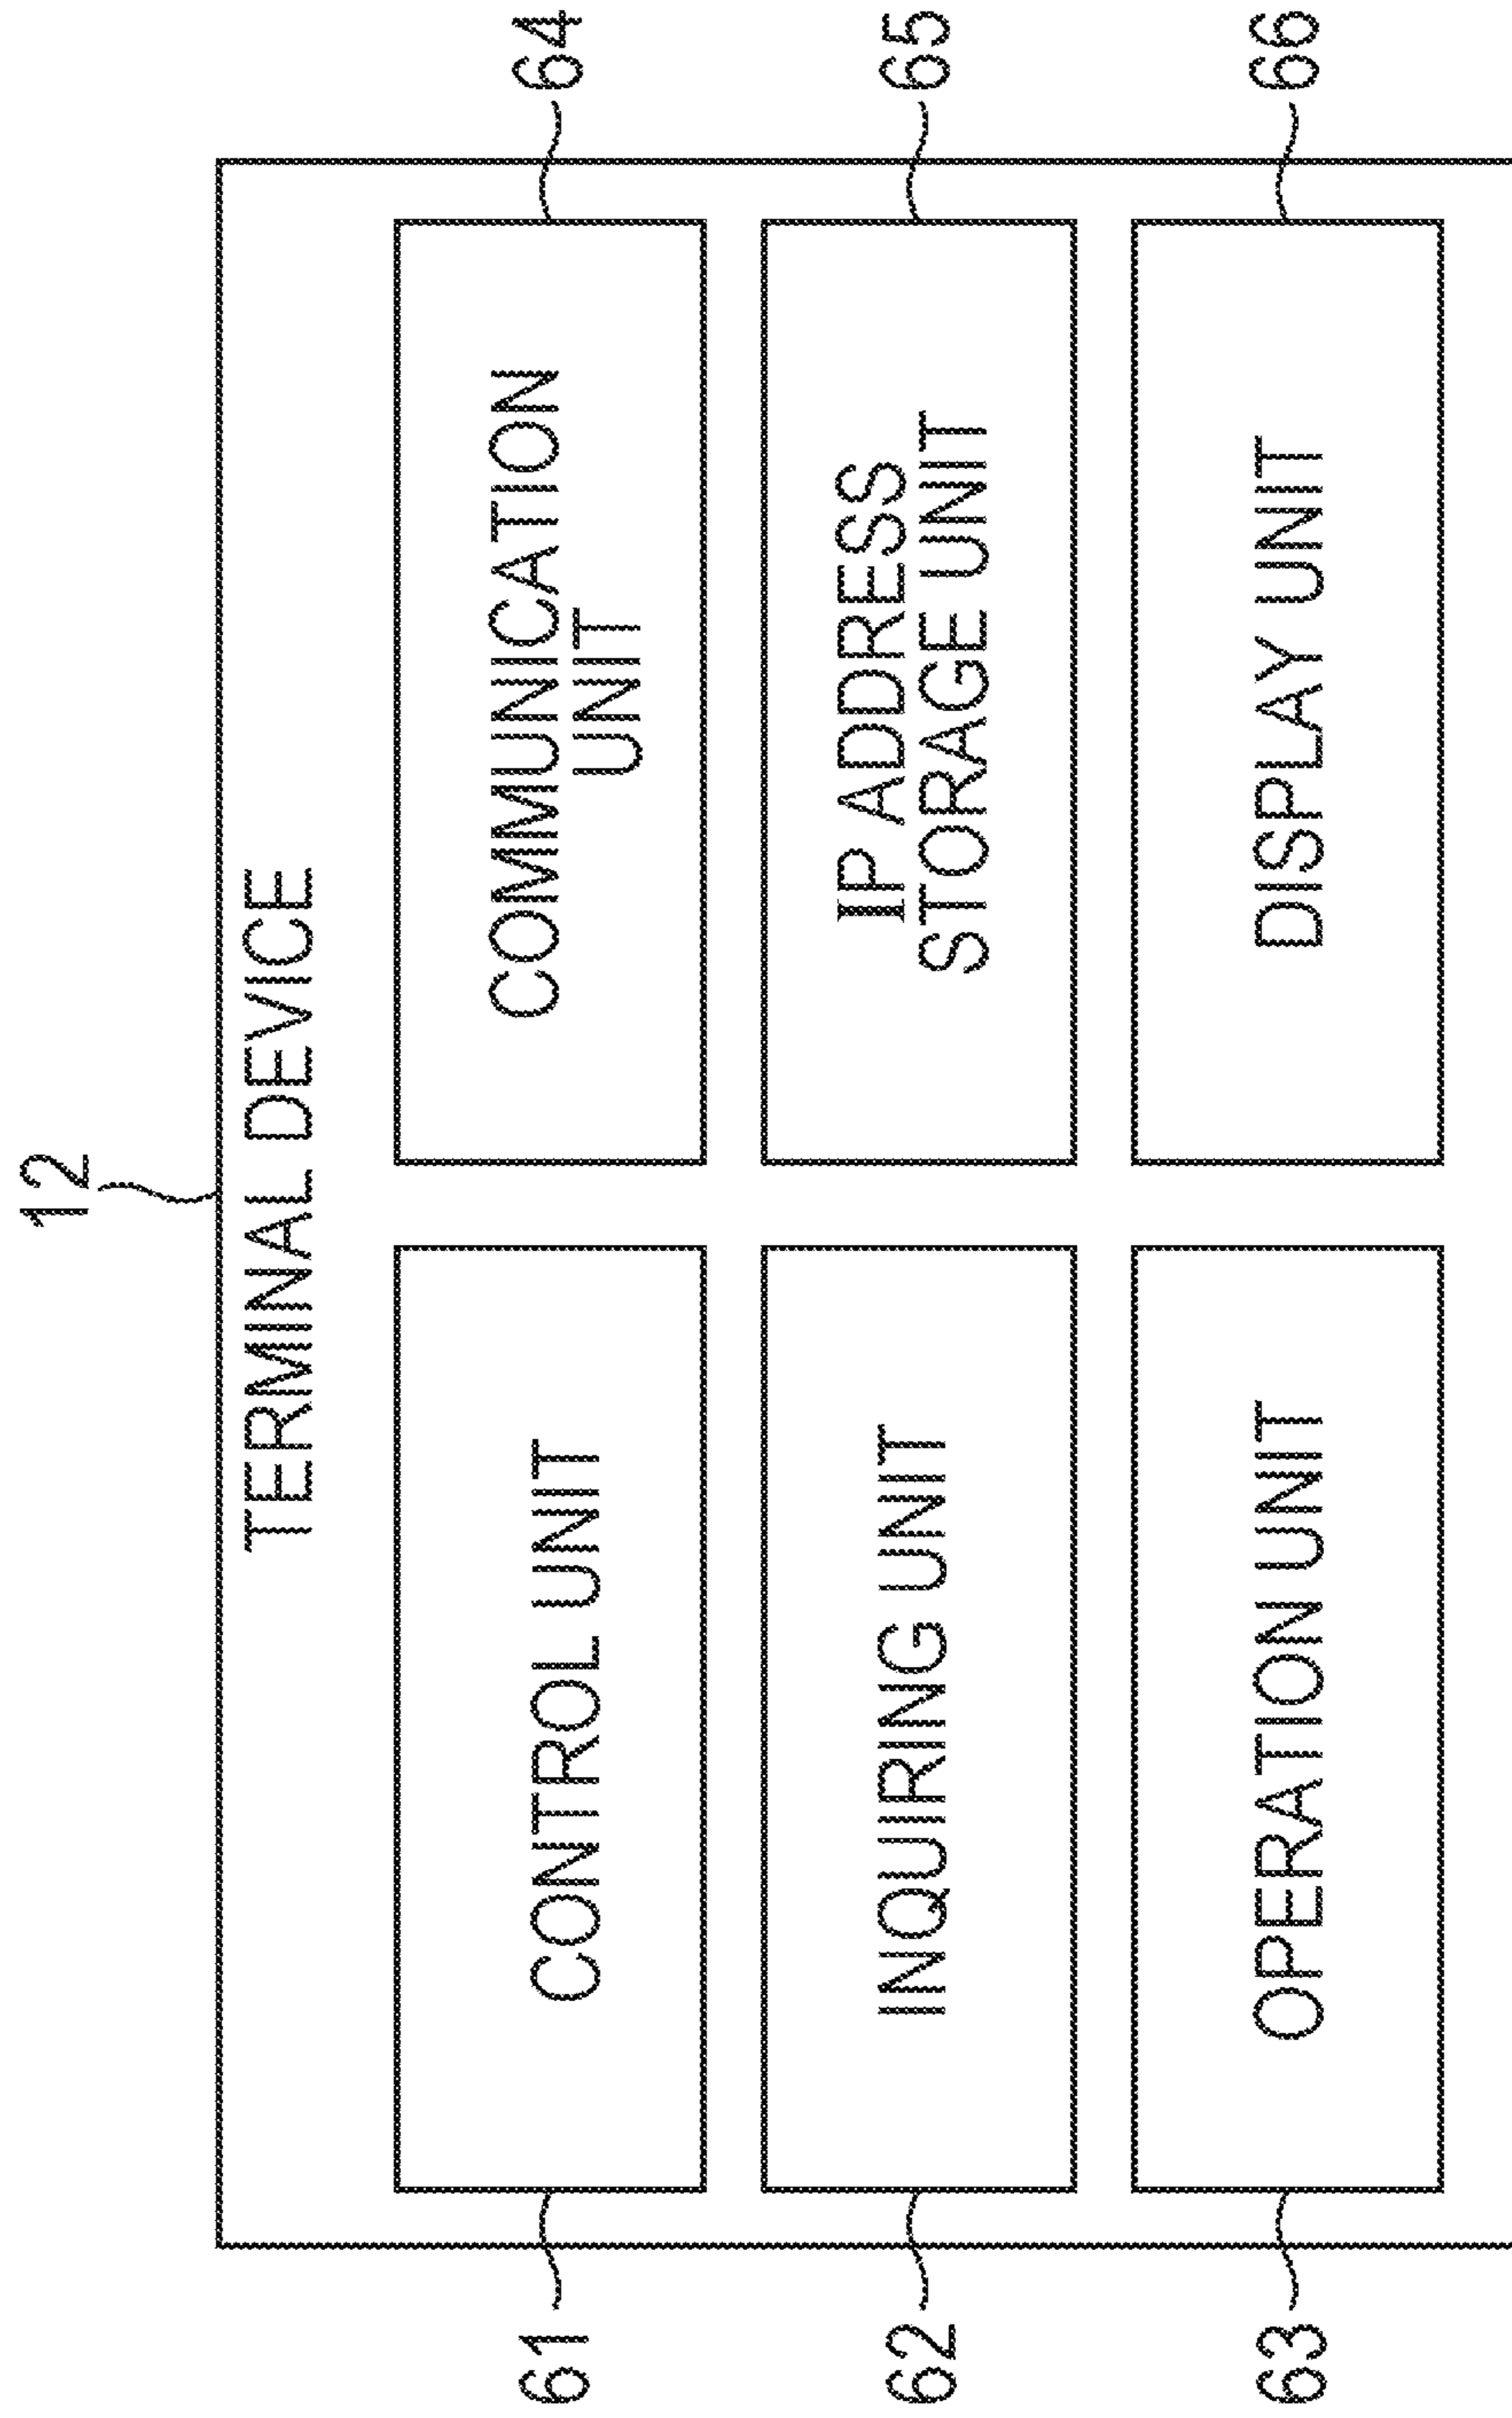 12
TERMINAL DEVICE
61
CONTROL UNIT
COMMUNICATION
UNIT
64
62
INQUIRING UNIT
IP ADDRESS
STORAGE UNIT
65
63
OPERATION UNIT
DISPLAY UNIT
66